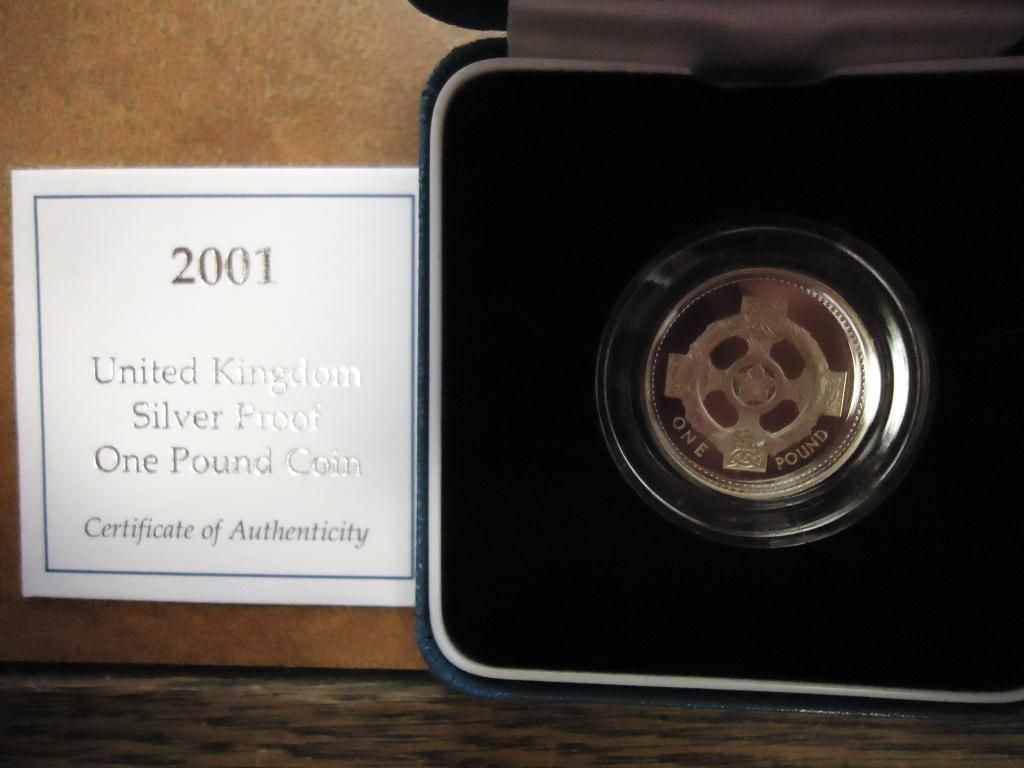 2001
United Kingdom
Silver Proof
One Pound Coin
Certificate of Authenticity
ONE POUND